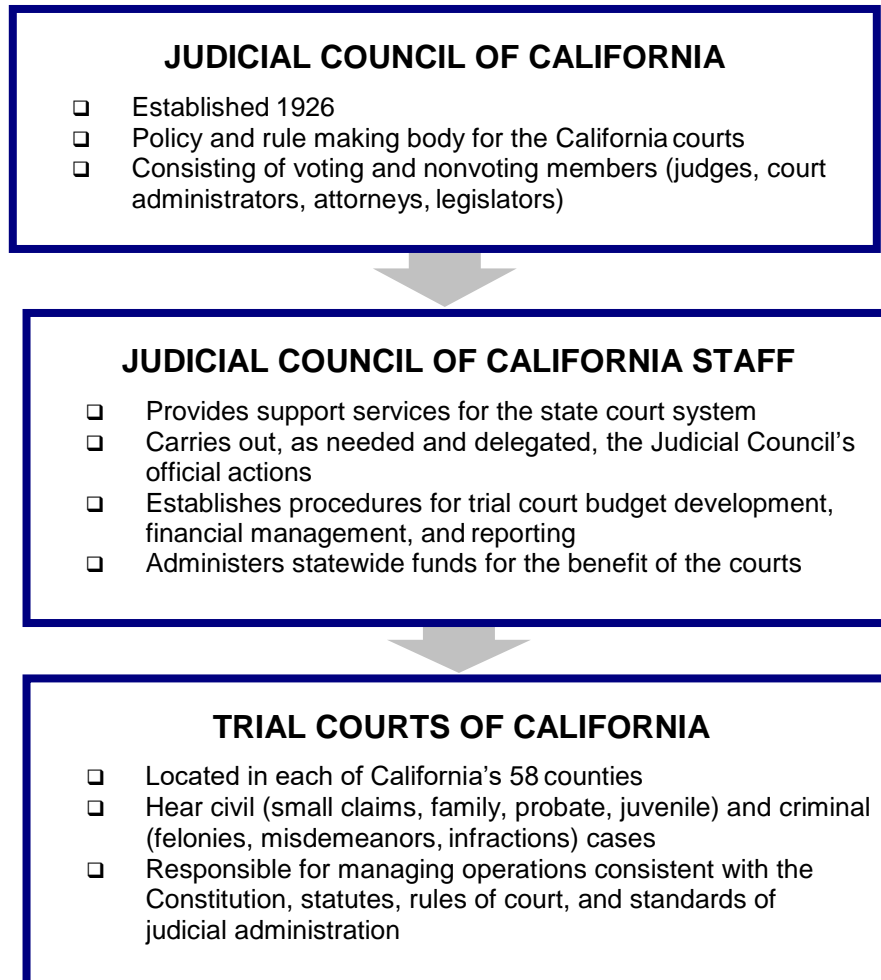 JUDICIAL COUNCIL OF CALIFORNIA
❑ Established 1926
❑ Policy and rule making body for the California courts
❑ Consisting of voting and nonvoting members (judges, court
administrators, attorneys, legislators)
JUDICIAL COUNCIL OF CALIFORNIA STAFF
❑ Provides support services for the state court system
❑ Carries out, as needed and delegated, the Judicial Council’s
official actions
❑ Establishes procedures for trial court budget development,
financial management, and reporting
❑ Administers statewide funds for the benefit of the courts
TRIAL COURTS OF CALIFORNIA
❑ Located in each of California’s 58 counties
❑ Hear civil (small claims, family, probate, juvenile) and criminal
(felonies, misdemeanors, infractions) cases
❑ Responsible for managing operations consistent with the
Constitution, statutes, rules of court, and standards of
judicial administration